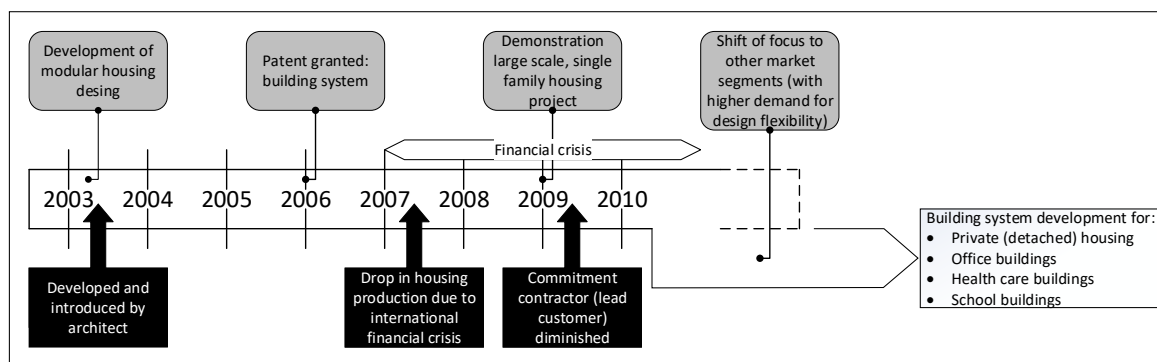 Development of
modular housing
desing
Patent granted:
building system
Demonstration
large scale, single
family housing
project
Shift of focus to
other market
segments (with
higher demand for
design flexibility)
Financial crisis
2003
2004
2005
2006
2007
2008
2009
2010
Developed and
introduced by
architect
Drop in housing
production due to
international
financial crisis
Commitment
contractor (lead
customer)
diminished
Building system development for:
• Private (detached) housing
• Office buildings
• Health care buildings
• School buildings